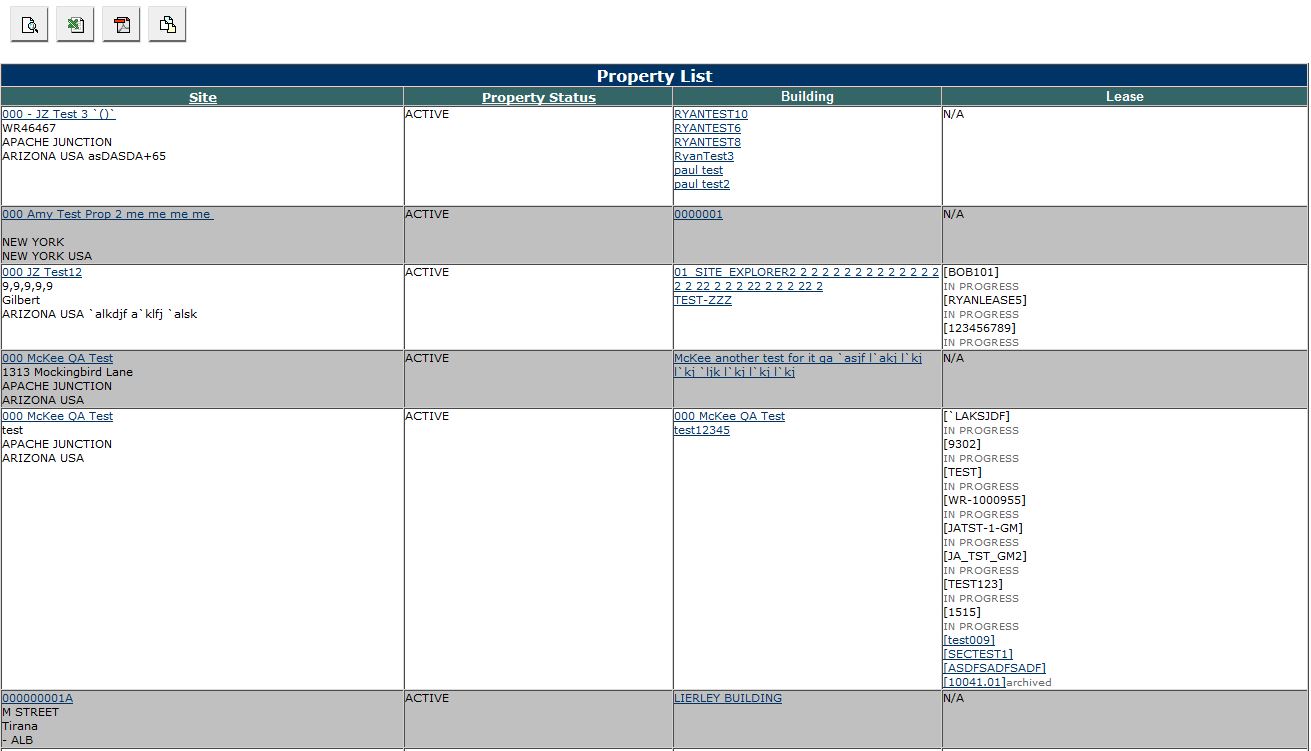 Property List
Site Property Status Building Lease
000 - JZ Test 3 `()`
WR46467
APACHE JUNCTION
ARIZONA USA asDASDA+65
ACTIVE
RYANTEST10
RYANTEST6
RYANTEST8
RyanTest3
paul test
paul test2
N/A
000 Amy Test Prop 2 me me me me
NEW YORK
NEW YORK USA
ACTIVE
0000001
N/A
000 JZ Test12
9,9,9,9,9
Gilbert
ARIZONA USA `alkdjf a`klfj `alsk
ACTIVE
01_SITE_EXPLORER2 2 2 2 2 2 2 2 2 2 2 2 2 2
2 2 22 2 2 2 22 2 2 2 22 2
TEST-ZZZ
[BOB101]
IN PROGRESS
[RYANLEASE5]
IN PROGRESS
[123456789]
IN PROGRESS
000 McKee QA Test
1313 Mockingbird Lane
APACHE JUNCTION
ARIZONA USA
ACTIVE
McKee another test for it qa `asjf l`akj l`kj
l`kj `ljk l`kj l`kj l`kj
N/A
000 McKee QA Test
test
APACHE JUNCTION
ARIZONA USA
ACTIVE
000 McKee QA Test
test12345
[`LAKSJDF]
IN PROGRESS
[9302]
IN PROGRESS
[TEST]
IN PROGRESS
[WR-1000955]
IN PROGRESS
[JATST-1-GM]
IN PROGRESS
[JA_TST_GM2]
IN PROGRESS
[TEST123]
IN PROGRESS
[1515]
IN PROGRESS
[test009]
[SECTEST1]
[ASDFSADFSADF]
[10041.01]archived
000000001A
M STREET
Tirana
- ALB
ACTIVE
LIERLEY BUILDING
N/A